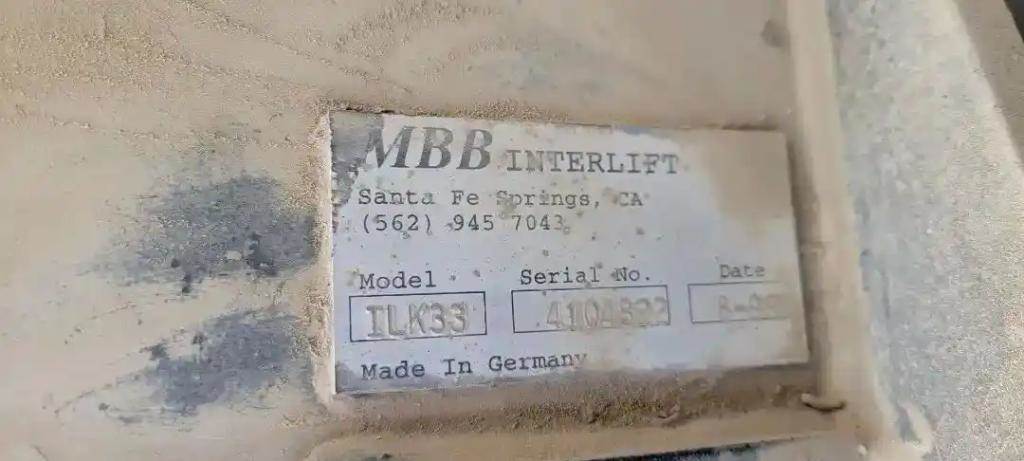 MBB INTERLIFT
Santa Fe Springs, CA
(562) 945 7043
Model Serial No. Date
ILK33
Made In Germany